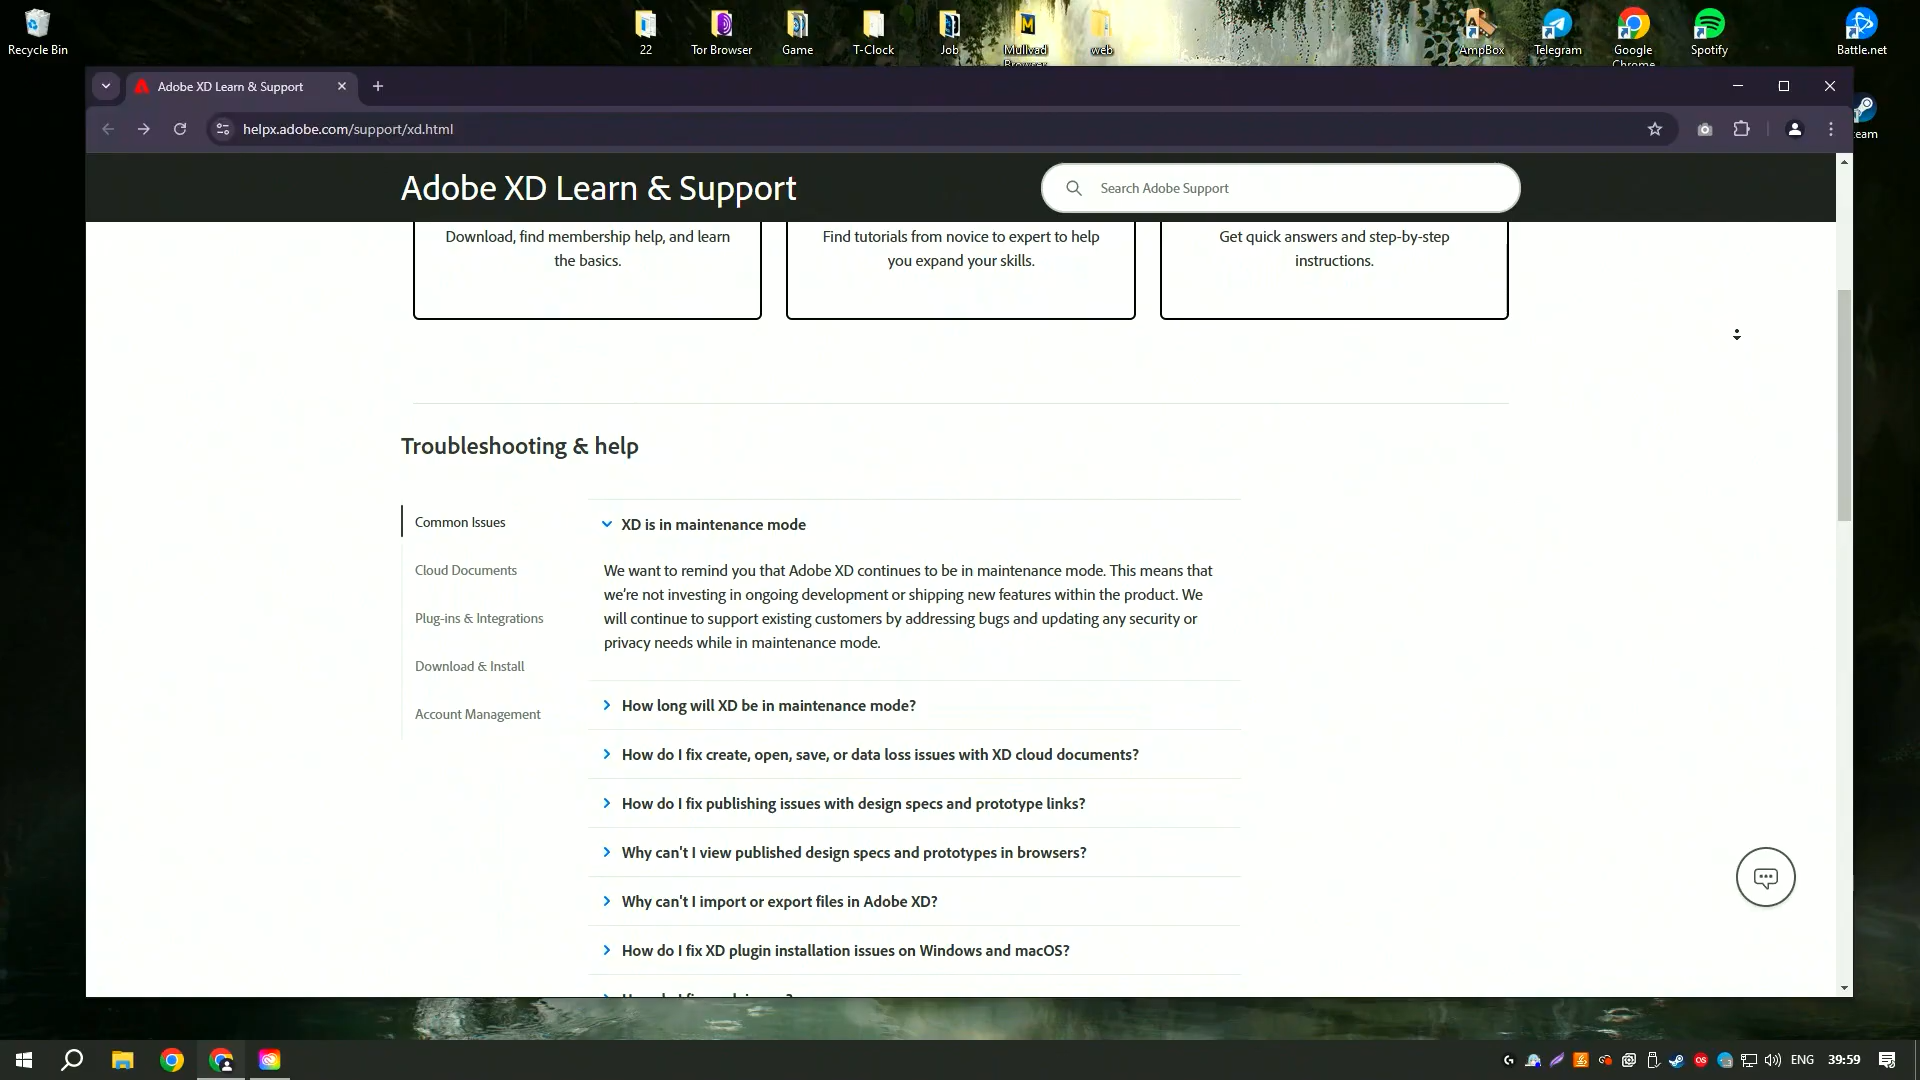 Recycle Bin
22
Tor Browser
Game
T-Clock
Job
Mullvad
Browser
web
AmpBox
Telegram
Google
Chrome
Spotify
Battle.net
Adobe XD Learn & Support
helpx.adobe.com/support/xd.html
eam
Adobe XD Learn & Support
Search Adobe Support
Download, find membership help, and learn
the basics.
Find tutorials from novice to expert to help
you expand your skills.
Get quick answers and step-by-step
instructions.
Troubleshooting & help
Common Issues
Cloud Documents
Plug-ins & Integrations
Download & Install
Account Management
XD is in maintenance mode
We want to remind you that Adobe XD continues to be in maintenance mode. This means that
we're not investing in ongoing development or shipping new features within the product. We
will continue to support existing customers by addressing bugs and updating any security or
privacy needs while in maintenance mode.
How long will XD be in maintenance mode?
How do I fix create, open, save, or data loss issues with XD cloud documents?
How do I fix publishing issues with design specs and prototype links?
Why can't I view published design specs and prototypes in browsers?
Why can't I import or export files in Adobe XD?
How do I fix XD plugin installation issues on Windows and macOS?
ENG
39:59